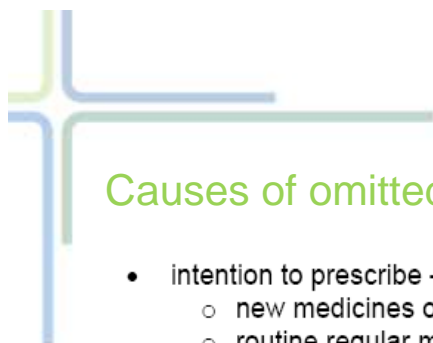 Causes of omitted
• intention to prescribe -
○ new medicines o
○ routine regular m